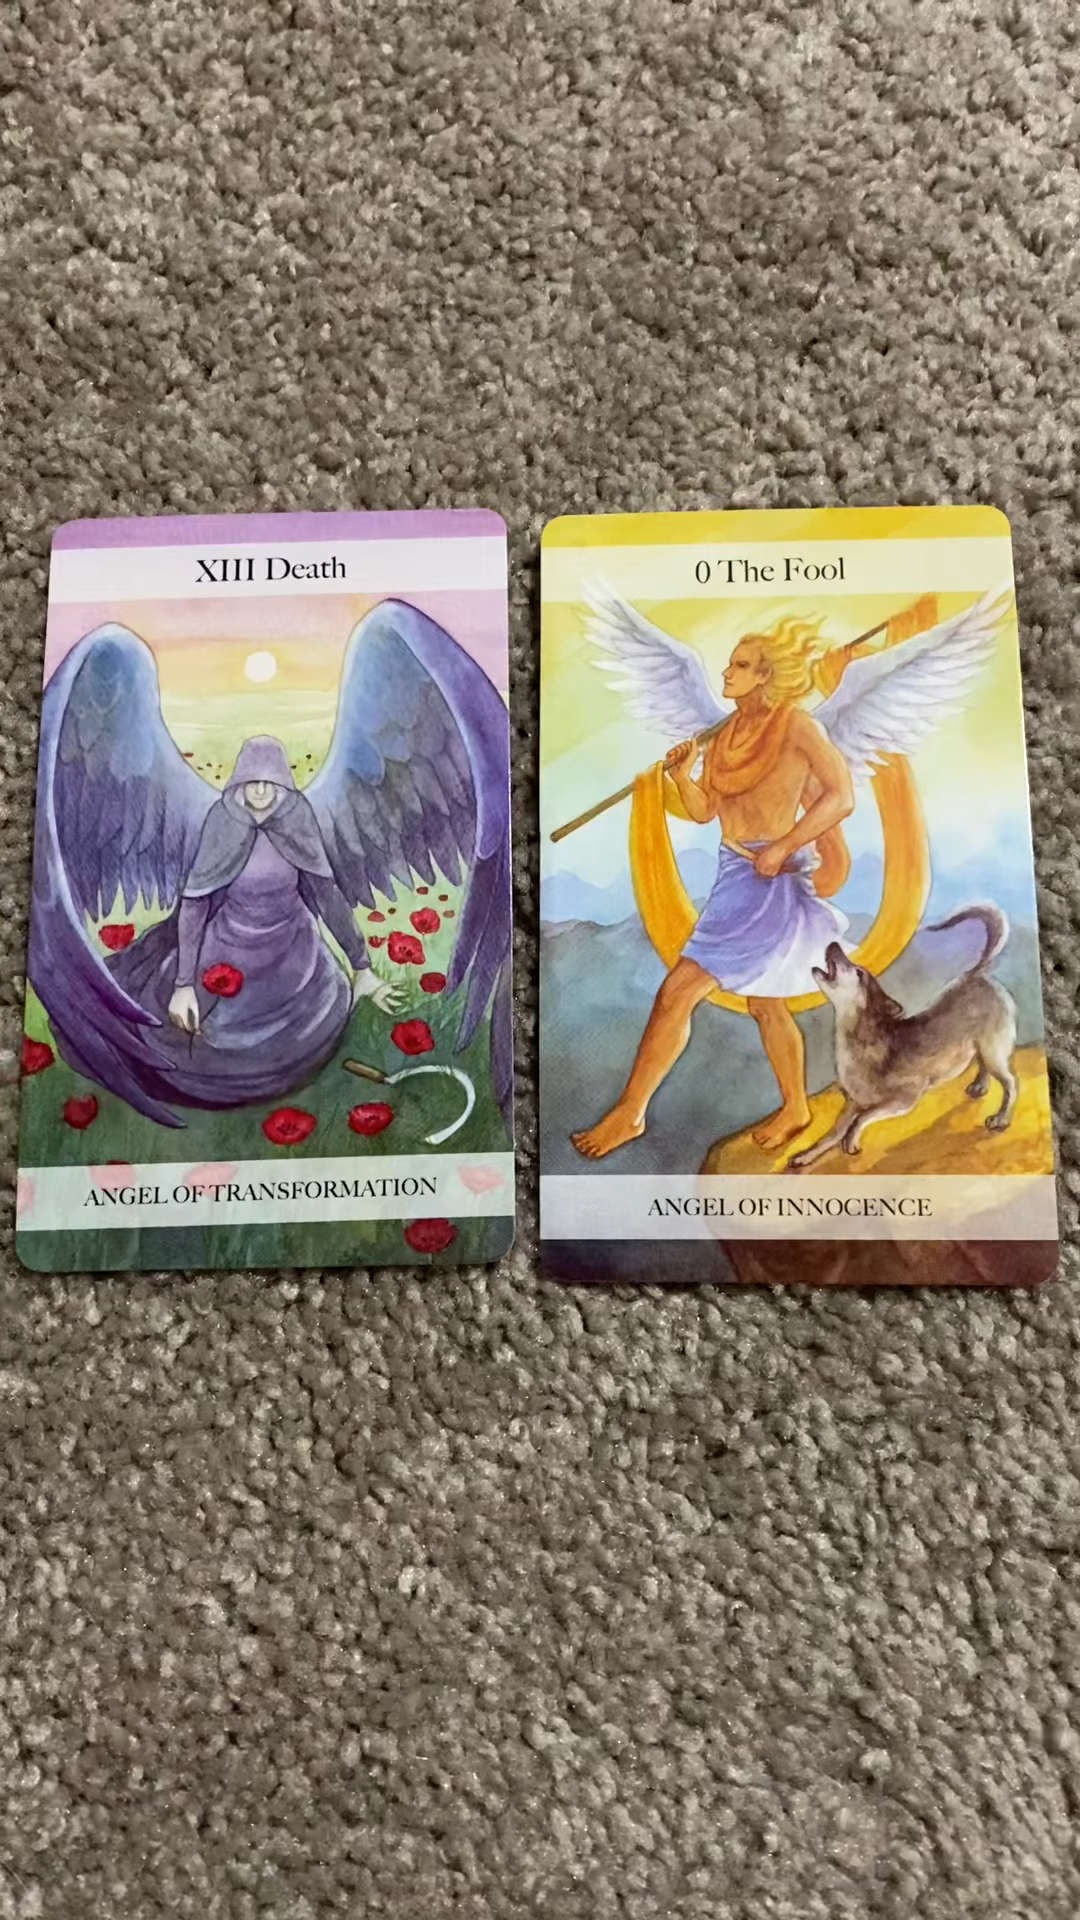 XIII Death
ANGEL OF TRANSFORMATION
0 The Fool
ANGEL OF INNOCENCE